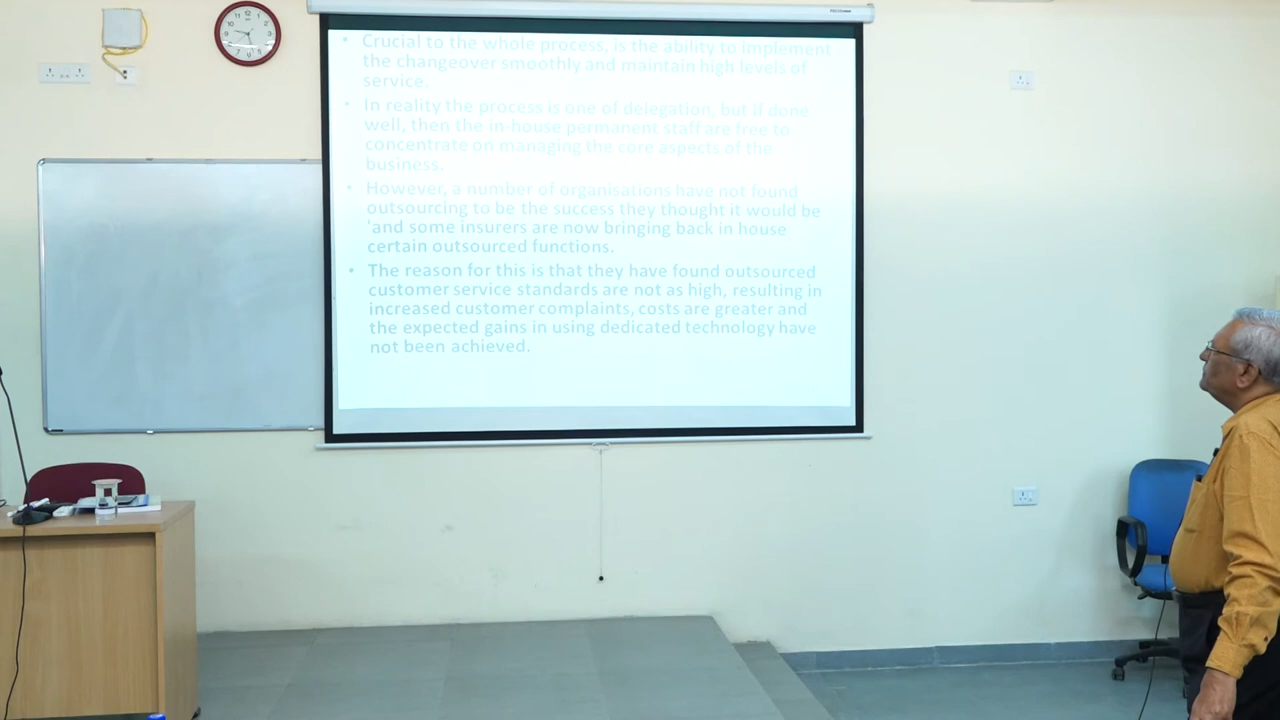 • Crucial to the whole process, is the ability to implement
the changeover smoothly and maintain high levels of
service.
• In reality the process is one of delegation, but if done
well, then the in-house permanent staff are free to
concentrate on managing the core aspects of the
business.
• However, a number of organisations have not found
outsourcing to be the success they thought it would be
'and some insurers are now bringing back in house
certain outsourced functions.
• The reason for this is that they have found outsourced
customer service standards are not as high, resulting in
increased customer complaints, costs are greater and
the expected gains in using dedicated technology have
not been achieved.